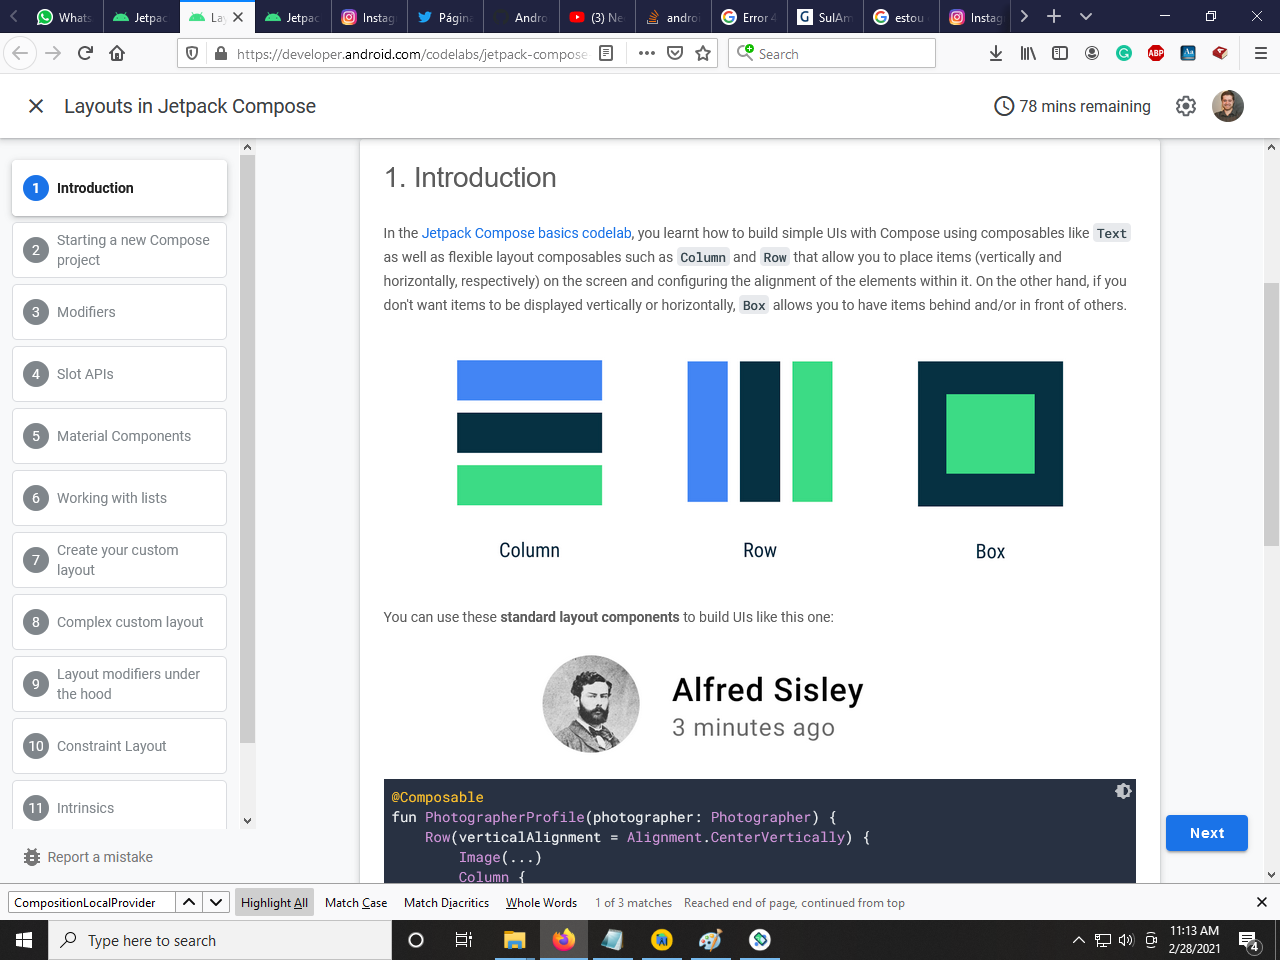 Whats
Jetpac
Lay
Jetpac
Instag
Página
Andro
(3) Ne
androi
Error 4
SulAm
estou
Instag
https://developer.android.com/codelabs/jetpack-compose
Search
Layouts in Jetpack Compose
78 mins remaining
1 Introduction
2 Starting a new Compose
project
3 Modifiers
4 Slot APIs
5 Material Components
6 Working with lists
7 Create your custom
layout
8 Complex custom layout
9 Layout modifiers under
the hood
10 Constraint Layout
11 Intrinsics
Report a mistake
1. Introduction
In the Jetpack Compose basics codelab, you learnt how to build simple UIs with Compose using composables like Text
as well as flexible layout composables such as Column and Row that allow you to place items (vertically and
horizontally, respectively) on the screen and configuring the alignment of the elements within it. On the other hand, if you
don't want items to be displayed vertically or horizontally, Box allows you to have items behind and/or in front of others.
Column
Row
Box
You can use these standard layout components to build UIs like this one:
Alfred Sisley
3 minutes ago
@Composable
fun PhotographerProfile(photographer: Photographer) {
Row(verticalAlignment = Alignment.CenterVertically) {
Image(...)
Column {
Next
CompositionLocalProvider
Highlight All
Match Case
Match Diacritics
Whole Words
1 of 3 matches
Reached end of page, continued from top
Type here to search
11:13 AM
2/28/2021
4